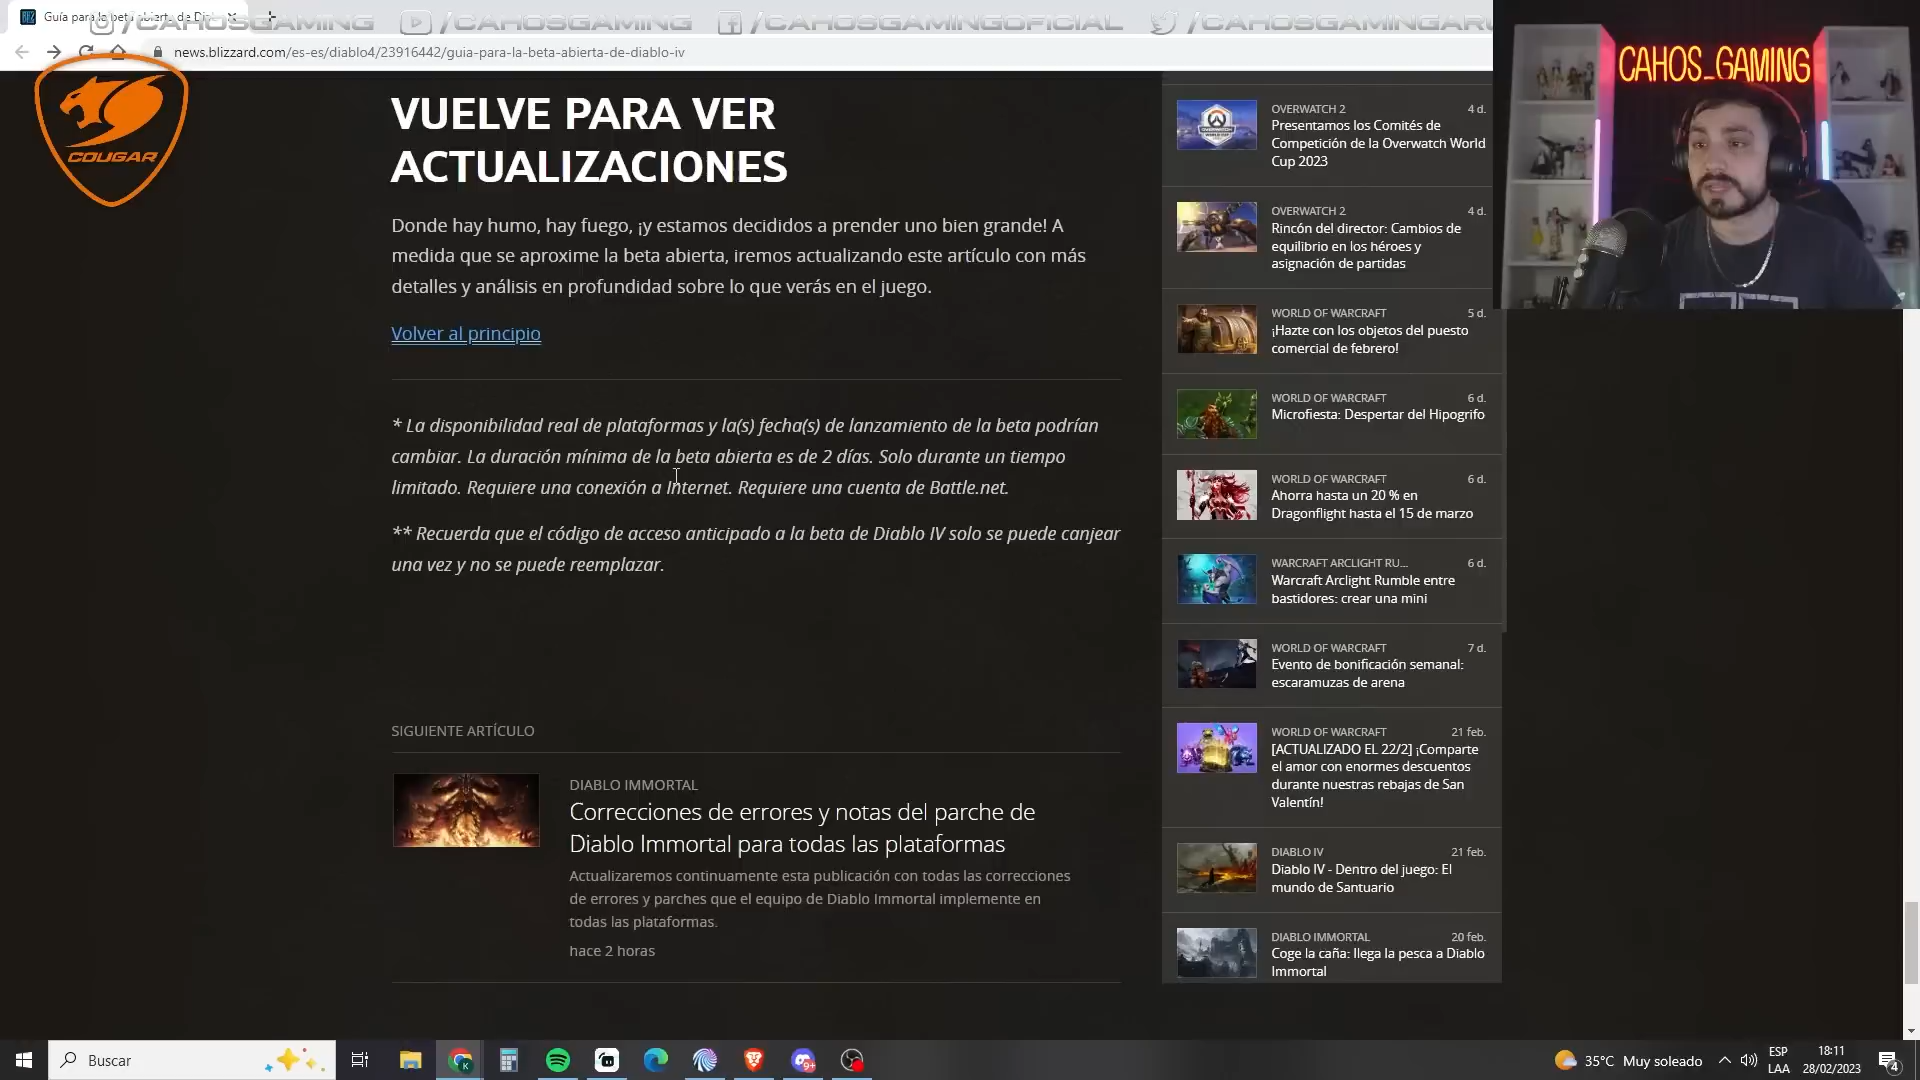 Guía para la beta abierta de Diabl
/CAHOSGAMING
/CAHOSGAMING
/CAHOSGAMINGOFICIAL
/CAHOSGAMINGARG
news.blizzard.com/es-es/diablo4/23916442/guia-para-la-beta-abierta-de-diablo-iv
COUGAR
CAHOS_GAMING
VUELVE PARA VER
ACTUALIZACIONES
Donde hay humo, hay fuego, ¡y estamos decididos a prender uno bien grande! A
medida que se aproxime la beta abierta, iremos actualizando este artículo con más
detalles y análisis en profundidad sobre lo que verás en el juego.
Volver al principio
* La disponibilidad real de plataformas y la(s) fecha(s) de lanzamiento de la beta podrían
cambiar. La duración mínima de la beta abierta es de 2 días. Solo durante un tiempo
limitado. Requiere una conexión a Internet. Requiere una cuenta de Battle.net.
** Recuerda que el código de acceso anticipado a la beta de Diablo IV solo se puede canjear
una vez y no se puede reemplazar.
SIGUIENTE ARTÍCULO
DIABLO IMMORTAL
Correcciones de errores y notas del parche de
Diablo Immortal para todas las plataformas
Actualizaremos continuamente esta publicación con todas las correcciones
de errores y parches que el equipo de Diablo Immortal implemente en
todas las plataformas.
hace 2 horas
OVERWATCH 2 4 d.
Presentamos los Comités de
Competición de la Overwatch World
Cup 2023
OVERWATCH 2 4 d.
Rincón del director: Cambios de
equilibrio en los héroes y
asignación de partidas
WORLD OF WARCRAFT 5 d.
¡Hazte con los objetos del puesto
comercial de febrero!
WORLD OF WARCRAFT 6 d.
Microfiesta: Despertar del Hipogrifo
WORLD OF WARCRAFT 6 d.
Ahorra hasta un 20 % en
Dragonflight hasta el 15 de marzo
WARCRAFT ARCLIGHT RU... 6 d.
Warcraft Arclight Rumble entre
bastidores: crear una mini
WORLD OF WARCRAFT 7 d.
Evento de bonificación semanal:
escaramuzas de arena
WORLD OF WARCRAFT 21 feb.
[ACTUALIZADO EL 22/2] ¡Comparte
el amor con enormes descuentos
durante nuestras rebajas de San
Valentín!
DIABLO IV 21 feb.
Diablo IV - Dentro del juego: El
mundo de Santuario
DIABLO IMMORTAL 20 feb.
Coge la caña: llega la pesca a Diablo
Immortal
Buscar
35°C Muy soleado
ESP
LAA
18:11
28/02/2023
4